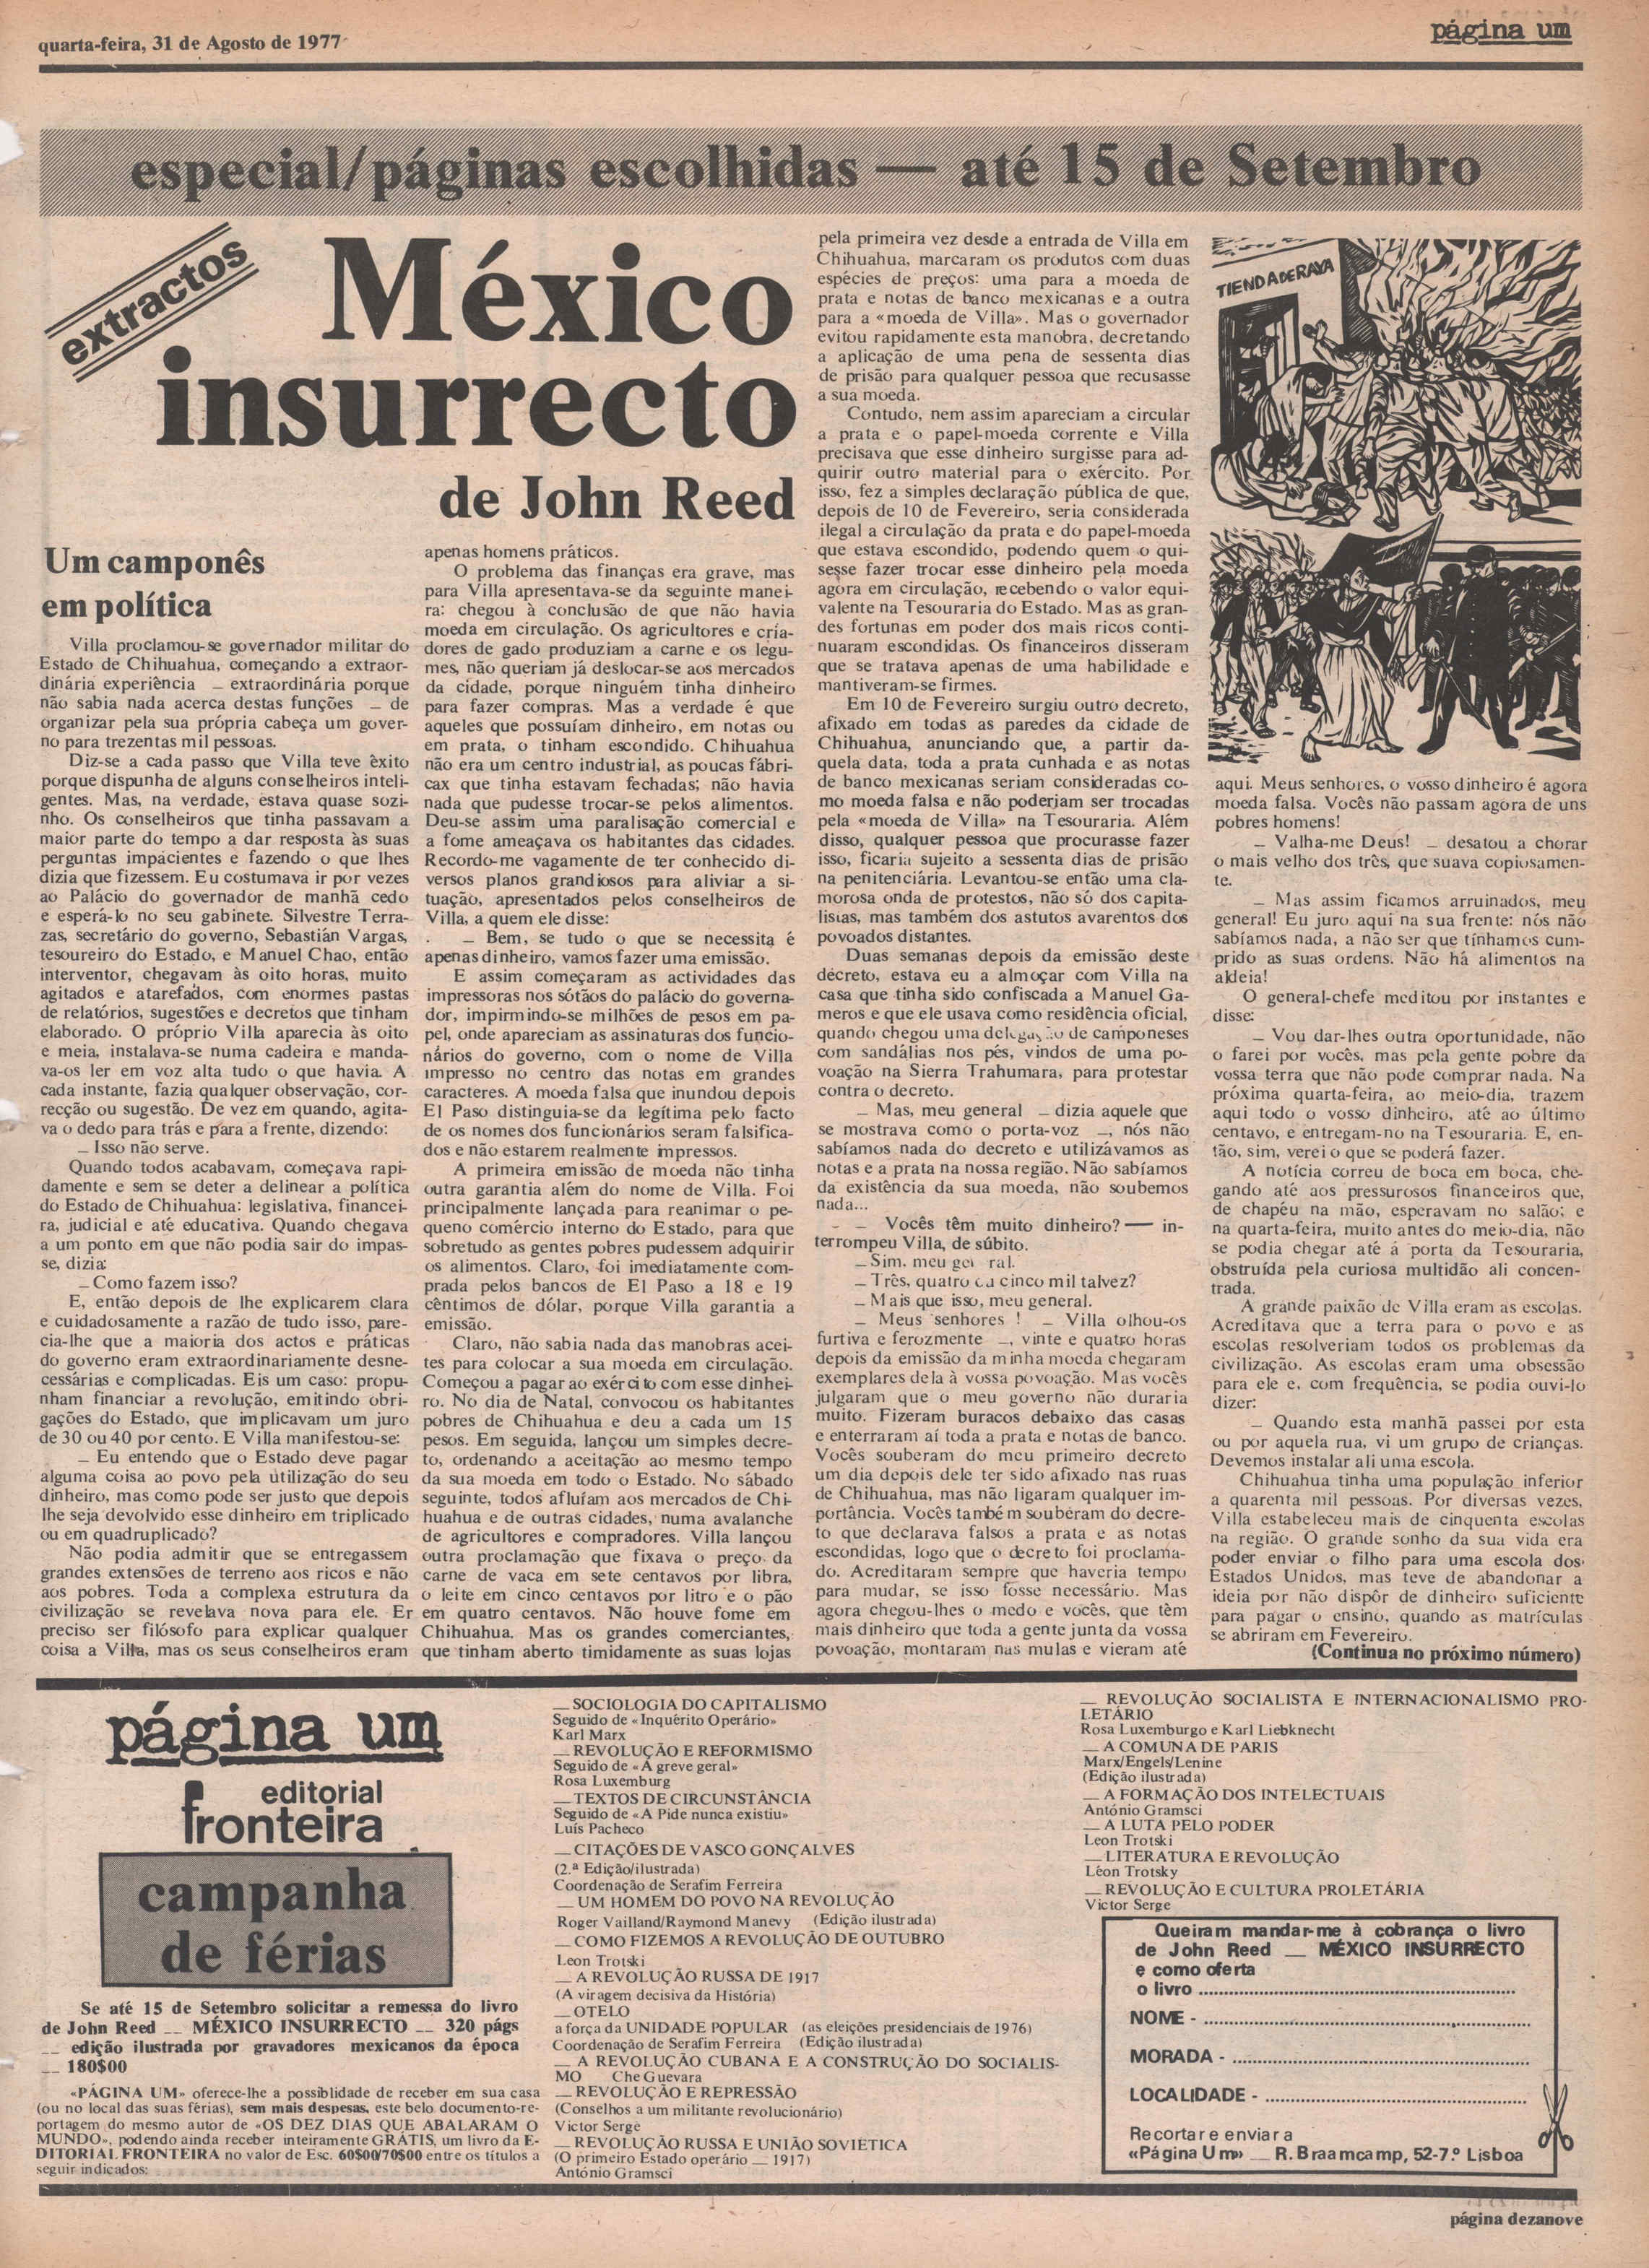 quarta-feira, 31 de Agosto de 1977
página um
especial/páginas escolhidas — até 15 de Setembro
extractos
México
insurrecto
de John Reed
Um camponês
em política
Villa proclamou-se governador militar do
Estado de Chihuahua, começando a extraor-
dinária experiência — extraordinária porque
não sabia nada acerca destas funções — de
organizar pela sua própria cabeça um gover-
no para trezentas mil pessoas.
Diz-se a cada passo que Villa teve êxito
porque dispunha de alguns conselheiros inteli-
gentes. Mas, na verdade, estava quase sozi-
nho. Os conselheiros que tinha passavam a
maior parte do tempo a dar resposta às suas
perguntas impacientes e fazendo o que lhes
dizia que fizessem. Eu costumava ir por vezes
ao Palácio do governador de manhã cedo
e esperá-lo no seu gabinete. Silvestre Terra-
zas, secretário do governo, Sebastián Vargas,
tesoureiro do Estado, e Manuel Chao, então
interventor, chegavam às oito horas, muito
agitados e atarefados, com enormes pastas
de relatórios, sugestões e decretos que tinham
elaborado. O próprio Villa aparecia às oito
e meia, instalava-se numa cadeira e manda-
va-os ler em voz alta tudo o que havia. A
cada instante, fazia qualquer observação, cor-
recção ou sugestão. De vez em quando, agita-
va o dedo para trás e para a frente, dizendo:
— Isso não serve.
Quando todos acabavam, começava rapi-
damente e sem se deter a delinear a política
do Estado de Chihuahua: legislativa, financei-
ra, judicial e até educativa. Quando chegava
a um ponto em que não podia sair do impas-
se, dizia:
— Como fazem isso?
E, então depois de lhe explicarem clara
e cuidadosamente a razão de tudo isso, pare-
cia-lhe que a maioria dos actos e práticas
do governo eram extraordinariamente desne-
cessárias e complicadas. Eis um caso: propu-
nham financiar a revolução, emitindo obri-
gações do Estado, que implicavam um juro
de 30 ou 40 por cento. E Villa manifestou-se:
— Eu entendo que o Estado deve pagar
alguma coisa ao povo pela utilização do seu
dinheiro, mas como pode ser justo que depois
lhe seja devolvido esse dinheiro em triplicado
ou em quadruplicado?
Não podia admitir que se entregassem
grandes extensões de terreno aos ricos e não
aos pobres. Toda a complexa estrutura da
civilização se revelava nova para ele. Er
preciso ser filósofo para explicar qualquer
coisa a Villa, mas os seus conselheiros eram
apenas homens práticos.
O problema das finanças era grave, mas
para Villa apresentava-se da seguinte manei-
ra: chegou à conclusão de que não havia
moeda em circulação. Os agricultores e cria-
dores de gado produziam a carne e os legu-
mes, não queriam já deslocar-se aos mercados
da cidade, porque ninguém tinha dinheiro
para fazer compras. Mas a verdade é que
aqueles que possuíam dinheiro, em notas ou
em prata, o tinham escondido. Chihuahua
não era um centro industrial, as poucas fábri-
cax que tinha estavam fechadas; não havia
nada que pudesse trocar-se pelos alimentos.
Deu-se assim uma paralisação comercial e
a fome ameaçava os habitantes das cidades.
Recordo-me vagamente de ter conhecido di-
versos planos grandiosos para aliviar a si-
tuação, apresentados pelos conselheiros de
Villa, a quem ele disse:
— Bem, se tudo o que se necessita é
apenas dinheiro, vamos fazer uma emissão.
E assim começaram as actividades das
impressoras nos sótãos do palácio do governa-
dor, impirmindo-se milhões de pesos em pa-
pel, onde apareciam as assinaturas dos funcio-
nários do governo, com o nome de Villa
impresso no centro das notas em grandes
caracteres. A moeda falsa que inundou depois
El Paso distinguia-se da legítima pelo facto
de os nomes dos funcionários seram falsifica-
dos e não estarem realmente impressos.
A primeira emissão de moeda não tinha
outra garantia além do nome de Villa. Foi
principalmente lançada para reanimar o pe-
queno comércio interno do Estado, para que
sobretudo as gentes pobres pudessem adquirir
os alimentos. Claro, foi imediatamente com-
prada pelos bancos de El Paso a 18 e 19
cêntimos de dólar, porque Villa garantia a
emissão.
Claro, não sabia nada das manobras acei-
tes para colocar a sua moeda em circulação.
Começou a pagar ao exército com esse dinhei-
ro. No dia de Natal, convocou os habitantes
pobres de Chihuahua e deu a cada um 15
pesos. Em seguida, lançou um simples decre-
to, ordenando a aceitação ao mesmo tempo
da sua moeda em todo o Estado. No sábado
seguinte, todos afluíam aos mercados de Chi-
huahua e de outras cidades, numa avalanche
de agricultores e compradores. Villa lançou
outra proclamação que fixava o preço da
carne de vaca em sete centavos por libra,
o leite em cinco centavos por litro e o pão
em quatro centavos. Não houve fome em
Chihuahua. Mas os grandes comerciantes,
que tinham aberto timidamente as suas lojas
pela primeira vez desde a entrada de Villa em
Chihuahua, marcaram os produtos com duas
espécies de preços: uma para a moeda de
prata e notas de banco mexicanas e a outra
para a «moeda de Villa». Mas o governador
evitou rapidamente esta manobra, decretando
a aplicação de uma pena de sessenta dias
de prisão para qualquer pessoa que recusasse
a sua moeda.
Contudo, nem assim apareciam a circular
a prata e o papel-moeda corrente e Villa
precisava que esse dinheiro surgisse para ad-
quirir outro material para o exército. Por
isso, fez a simples declaração pública de que,
depois de 10 de Fevereiro, seria considerada
ilegal a circulação da prata e do papel-moeda
que estava escondido, podendo quem o qui-
sesse fazer trocar esse dinheiro pela moeda
agora em circulação, recebendo o valor equi-
valente na Tesouraria do Estado. Mas as gran-
des fortunas em poder dos mais ricos conti-
nuaram escondidas. Os financeiros disseram
que se tratava apenas de uma habilidade e
mantiveram-se firmes.
Em 10 de Fevereiro surgiu outro decreto,
afixado em todas as paredes da cidade de
Chihuahua, anunciando que, a partir da-
quela data, toda a prata cunhada e as notas
de banco mexicanas seriam consideradas co-
mo moeda falsa e não poderiam ser trocadas
pela «moeda de Villa» na Tesouraria. Além
disso, qualquer pessoa que procurasse fazer
isso, ficaria sujeito a sessenta dias de prisão
na penitenciária. Levantou-se então uma cla-
morosa onda de protestos, não só dos capita-
listas, mas também dos astutos avarentos dos
povoados distantes.
Duas semanas depois da emissão deste
decreto, estava eu a almoçar com Villa na
casa que tinha sido confiscada a Manuel Ga-
meros e que ele usava como residência oficial,
quando chegou uma delegação de camponeses
com sandálias nos pés, vindos de uma po-
voação na Sierra Trahumara, para protestar
contra o decreto.
— Mas, meu general — dizia aquele que
se mostrava como o porta-voz —, nós não
sabíamos nada do decreto e utilizávamos as
notas e a prata na nossa região. Não sabíamos
da existência da sua moeda, não soubemos
nada...
— Vocês têm muito dinheiro? — in-
terrompeu Villa, de súbito.
— Sim, meu general.
— Três, quatro ou cinco mil talvez?
— Mais que isso, meu general.
— Meus senhores ! — Villa olhou-os
furtiva e ferozmente —, vinte e quatro horas
depois da emissão da minha moeda chegaram
exemplares dela à vossa povoação. Mas vocês
julgaram que o meu governo não duraria
muito. Fizeram buracos debaixo das casas
e enterraram aí toda a prata e notas de banco.
Vocês souberam do meu primeiro decreto
um dia depois dele ter sido afixado nas ruas
de Chihuahua, mas não ligaram qualquer im-
portância. Vocês também souberam do decre-
to que declarava falsos a prata e as notas
escondidas, logo que o decreto foi proclama-
do. Acreditaram sempre que haveria tempo
para mudar, se isso fosse necessário. Mas
agora chegou-lhes o medo e vocês, que têm
mais dinheiro que toda a gente junta da vossa
povoação, montaram nas mulas e vieram até
TIENDA DE RAYA
aqui. Meus senhores, o vosso dinheiro é agora
moeda falsa. Vocês não passam agora de uns
pobres homens!
— Valha-me Deus! — desatou a chorar
o mais velho dos três, que suava copiosamen-
te.
— Mas assim ficamos arruinados, meu
general! Eu juro aqui na sua frente: nós não
sabíamos nada, a não ser que tínhamos cum-
prido as suas ordens. Não há alimentos na
aldeia!
O general-chefe meditou por instantes e
disse:
— Vou dar-lhes outra oportunidade, não
o farei por vocês, mas pela gente pobre da
vossa terra que não pode comprar nada. Na
próxima quarta-feira, ao meio-dia, trazem
aqui todo o vosso dinheiro, até ao último
centavo, e entregam-no na Tesouraria. E, en-
tão, sim, verei o que se poderá fazer.
A notícia correu de boca em boca, che-
gando até aos pressurosos financeiros que,
de chapéu na mão, esperavam no salão; e
na quarta-feira, muito antes do meio-dia, não
se podia chegar até á porta da Tesouraria,
obstruída pela curiosa multidão ali concen-
trada.
A grande paixão de Villa eram as escolas.
Acreditava que a terra para o povo e as
escolas resolveriam todos os problemas da
civilização. As escolas eram uma obsessão
para ele e, com frequência, se podia ouvi-lo
dizer:
— Quando esta manhã passei por esta
ou por aquela rua, vi um grupo de crianças.
Devemos instalar ali uma escola.
Chihuahua tinha uma população inferior
a quarenta mil pessoas. Por diversas vezes,
Villa estabeleceu mais de cinquenta escolas
na região. O grande sonho da sua vida era
poder enviar o filho para uma escola dos
Estados Unidos, mas teve de abandonar a
ideia por não dispôr de dinheiro suficiente
para pagar o ensino, quando as matrículas
se abriram em Fevereiro.
(Continua no próximo número)
página um
editorial
fronteira
campanha
de férias
Se até 15 de Setembro solicitar a remessa do livro
de John Reed — MÉXICO INSURRECTO — 320 págs
— edição ilustrada por gravadores mexicanos da época
— 180$00
«PÁGINA UM» oferece-lhe a possiblidade de receber em sua casa
(ou no local das suas férias), sem mais despesas, este belo documento-re-
portagem do mesmo autor de «OS DEZ DIAS QUE ABALARAM O
MUNDO», podendo ainda receber inteiramente GRÁTIS, um livro da E-
DITORIAL FRONTEIRA no valor de Esc. 60$00/70$00 entre os títulos a
seguir indicados:
— SOCIOLOGIA DO CAPITALISMO
Seguido de «Inquérito Operário»
Karl Marx
— REVOLUÇÃO E REFORMISMO
Seguido de «A greve geral»
Rosa Luxemburg
— TEXTOS DE CIRCUNSTÂNCIA
Seguido de «A Pide nunca existiu»
Luís Pacheco
— CITAÇÕES DE VASCO GONÇALVES
(2.ª Edição/ilustrada)
Coordenação de Serafim Ferreira
— UM HOMEM DO POVO NA REVOLUÇÃO
Roger Vailland/Raymond Manevy (Edição ilustrada)
— COMO FIZEMOS A REVOLUÇÃO DE OUTUBRO
Leon Trotski
— A REVOLUÇÃO RUSSA DE 1917
(A viragem decisiva da História)
— OTELO
a força da UNIDADE POPULAR (as eleições presidenciais de 1976)
Coordenação de Serafim Ferreira (Edição ilustrada)
— A REVOLUÇÃO CUBANA E A CONSTRUÇÃO DO SOCIALIS-
MO Che Guevara
— REVOLUÇÃO E REPRESSÃO
(Conselhos a um militante revolucionário)
Victor Serge
— REVOLUÇÃO RUSSA E UNIÃO SOVIÉTICA
(O primeiro Estado operário — 1917)
António Gramsci
— REVOLUÇÃO SOCIALISTA E INTERNACIONALISMO PRO-
LETÁRIO
Rosa Luxemburgo e Karl Liebknecht
— A COMUNA DE PARIS
Marx/Engels/Lenine
(Edição ilustrada)
— A FORMAÇÃO DOS INTELECTUAIS
António Gramsci
— A LUTA PELO PODER
Leon Trotski
— LITERATURA E REVOLUÇÃO
Léon Trotsky
— REVOLUÇÃO E CULTURA PROLETÁRIA
Victor Serge
Queiram mandar-me à cobrança o livro
de John Reed — MÉXICO INSURRECTO
e como oferta
o livro ..........
NOME - ..........
MORADA - ..........
LOCALIDADE - ..........
Recortar e enviar a
«Página Um» — R. Braamcamp, 52-7.º Lisboa
página dezanove